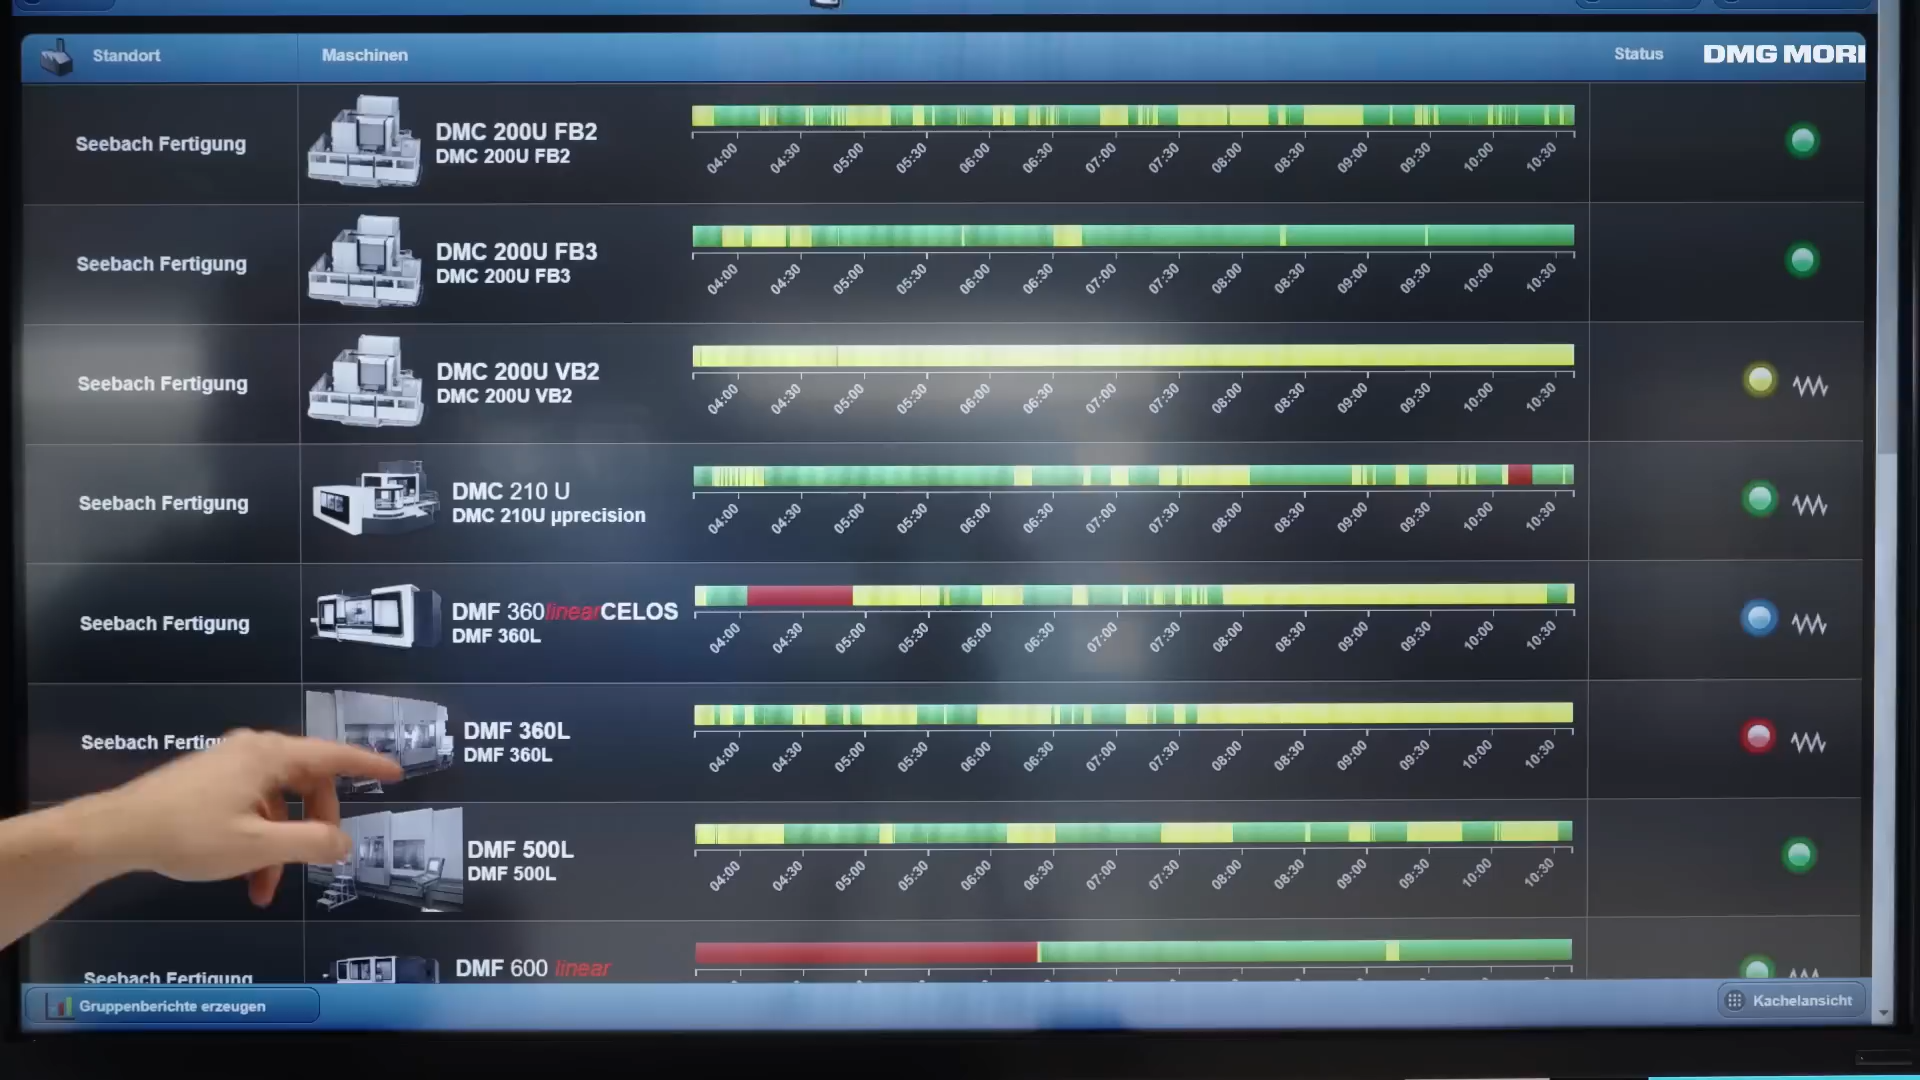 Standort Maschinen Status DMG MORI
Seebach Fertigung
DMC 200U FB2
DMC 200U FB2
04:00 04:30 05:00 05:30 06:00 06:30 07:00 07:30 08:00 08:30 09:00 09:30 10:00 10:30
Seebach Fertigung
DMC 200U FB3
DMC 200U FB3
04:00 04:30 05:00 05:30 06:00 06:30 07:00 07:30 08:00 08:30 09:00 09:30 10:00 10:30
Seebach Fertigung
DMC 200U VB2
DMC 200U VB2
04:00 04:30 05:00 05:30 06:00 06:30 07:00 07:30 08:00 08:30 09:00 09:30 10:00 10:30
Seebach Fertigung
DMC 210 U
DMC 210U µprecision
04:00 04:30 05:00 05:30 06:00 06:30 07:00 07:30 08:00 08:30 09:00 09:30 10:00 10:30
Seebach Fertigung
DMF 360linearCELOS
DMF 360L
04:00 04:30 05:00 05:30 06:00 06:30 07:00 07:30 08:00 08:30 09:00 09:30 10:00 10:30
Seebach Fertigu
DMF 360L
DMF 360L
04:00 04:30 05:00 05:30 06:00 06:30 07:00 07:30 08:00 08:30 09:00 09:30 10:00 10:30
DMF 500L
DMF 500L
04:00 04:30 05:00 05:30 06:00 06:30 07:00 07:30 08:00 08:30 09:00 09:30 10:00 10:30
Seebach Fertigung
DMF 600 linear
Gruppenberichte erzeugen Kachelansicht